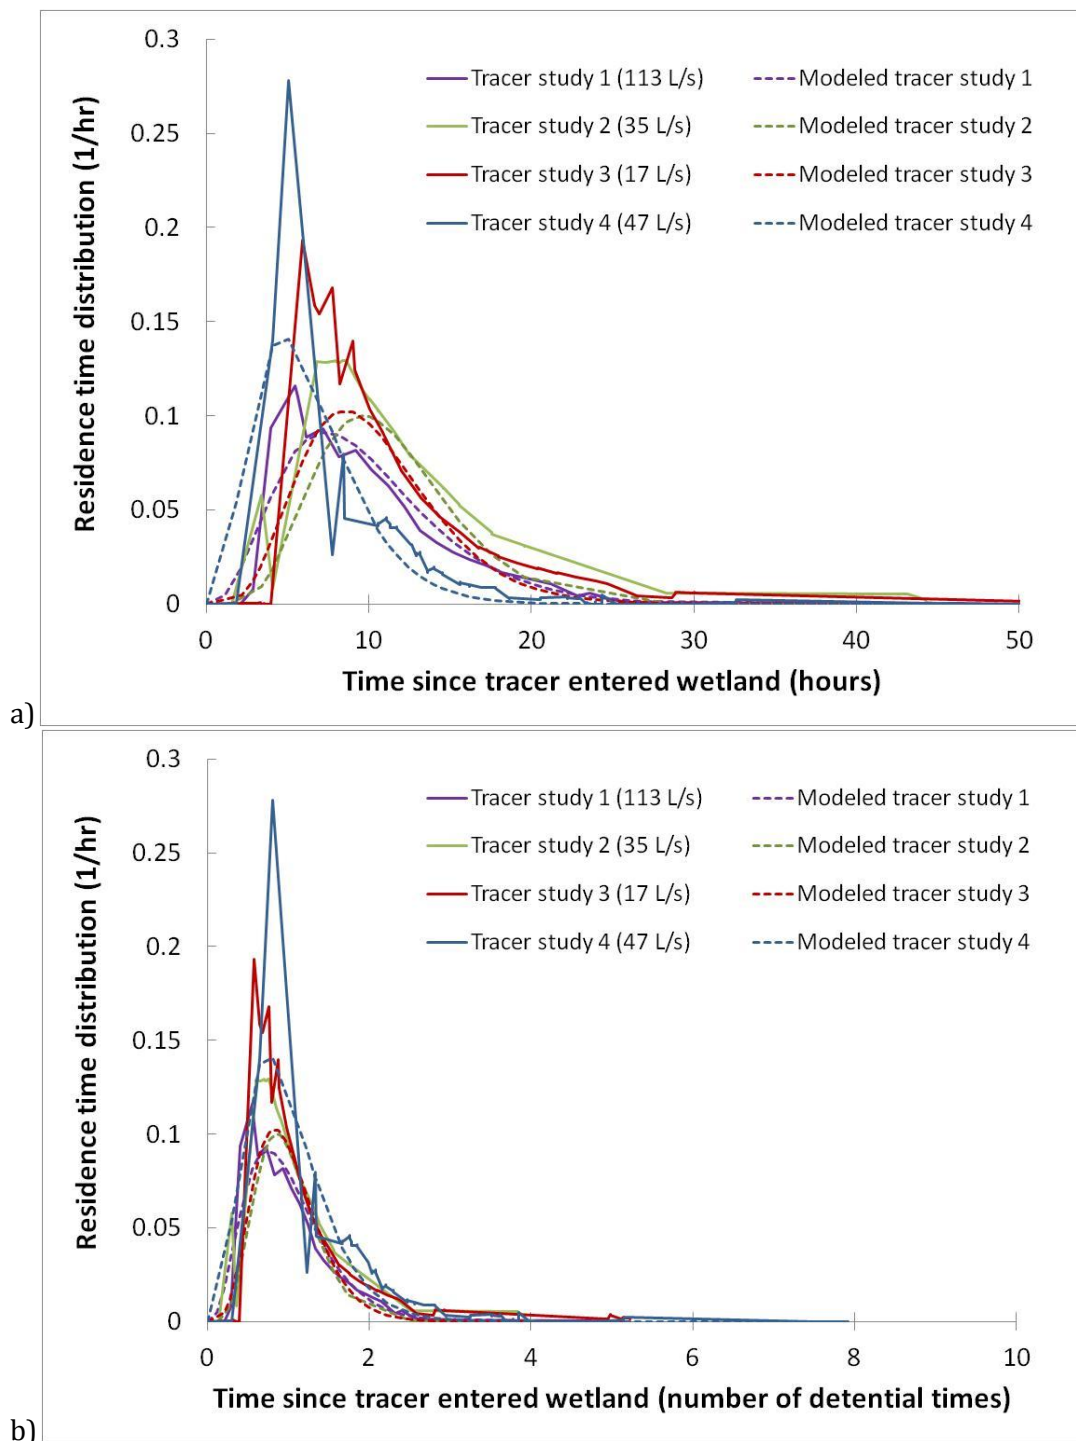 0.3
0.25
0.2
0.15
0.1
0.05
0
Residence time distribution (1/hr)
Tracer study 1 (113 L/s)
Modeled tracer study 1
Tracer study 2 (35 L/s)
Modeled tracer study 2
Tracer study 3 (17 L/s)
Modeled tracer study 3
Tracer study 4 (47 L/s)
Modeled tracer study 4
0 10 20 30 40 50
Time since tracer entered wetland (hours)
a)
0.3
0.25
0.2
0.15
0.1
0.05
0
Residence time distribution (1/hr)
Tracer study 1 (113 L/s)
Modeled tracer study 1
Tracer study 2 (35 L/s)
Modeled tracer study 2
Tracer study 3 (17 L/s)
Modeled tracer study 3
Tracer study 4 (47 L/s)
Modeled tracer study 4
0 2 4 6 8 10
Time since tracer entered wetland (number of detential times)
b)